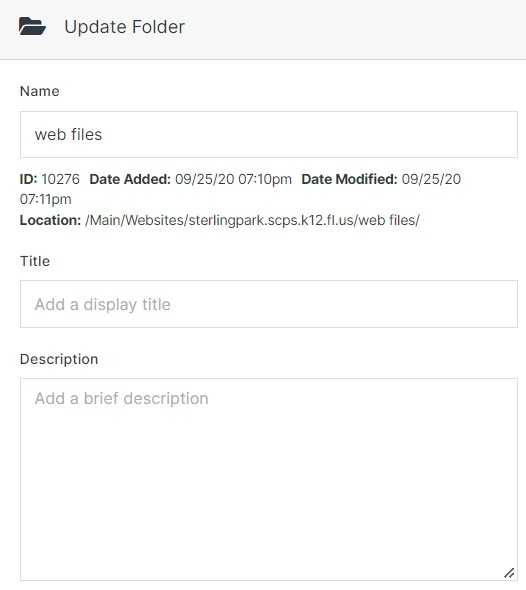 Update Folder
Name
web files
ID: 10276 Date Added: 09/25/20 07:10pm Date Modified: 09/25/20
07:11pm
Location: /Main/Websites/sterlingpark.scps.k12.fl.us/web files/
Title
Add a display title
Description
Add a brief description